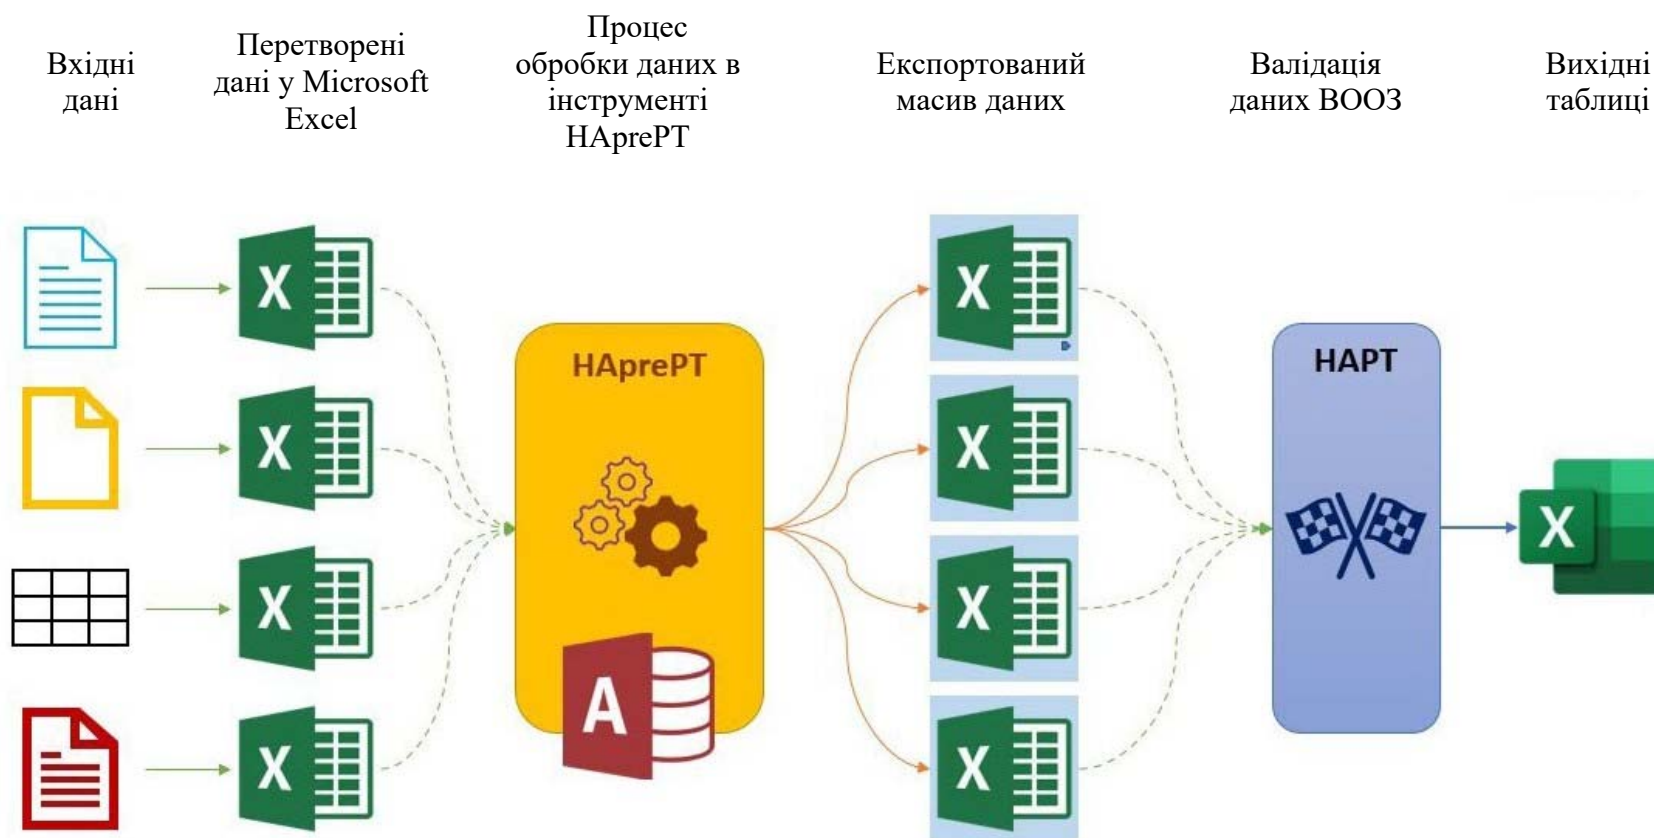 Вхідні
дані
Перетворені
дані у Microsoft
Excel
Процес
обробки даних в
інструменті
HAprePT
Експортований
масив даних
Валідація
даних ВООЗ
Вихідні
таблиці
X
X
X
X
HAprePT
A
X
X
X
X
HAPT
X